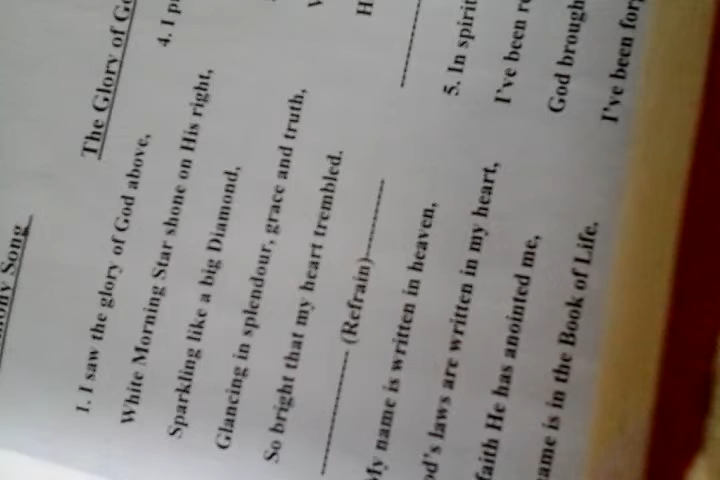 Song
The Glory of
1. I saw the glory of God above,
White Morning Star shone on His right,
Sparkling like a big Diamond,
Glancing in splendour, grace and truth,
So bright that my heart trembled.
---------------- (Refrain)----------
My name is written in heaven,
od's laws are written in my heart,
faith He has anointed me,
ame is in the Book of Life.
4. I
5. In spirit
I've been
God brough
I've been